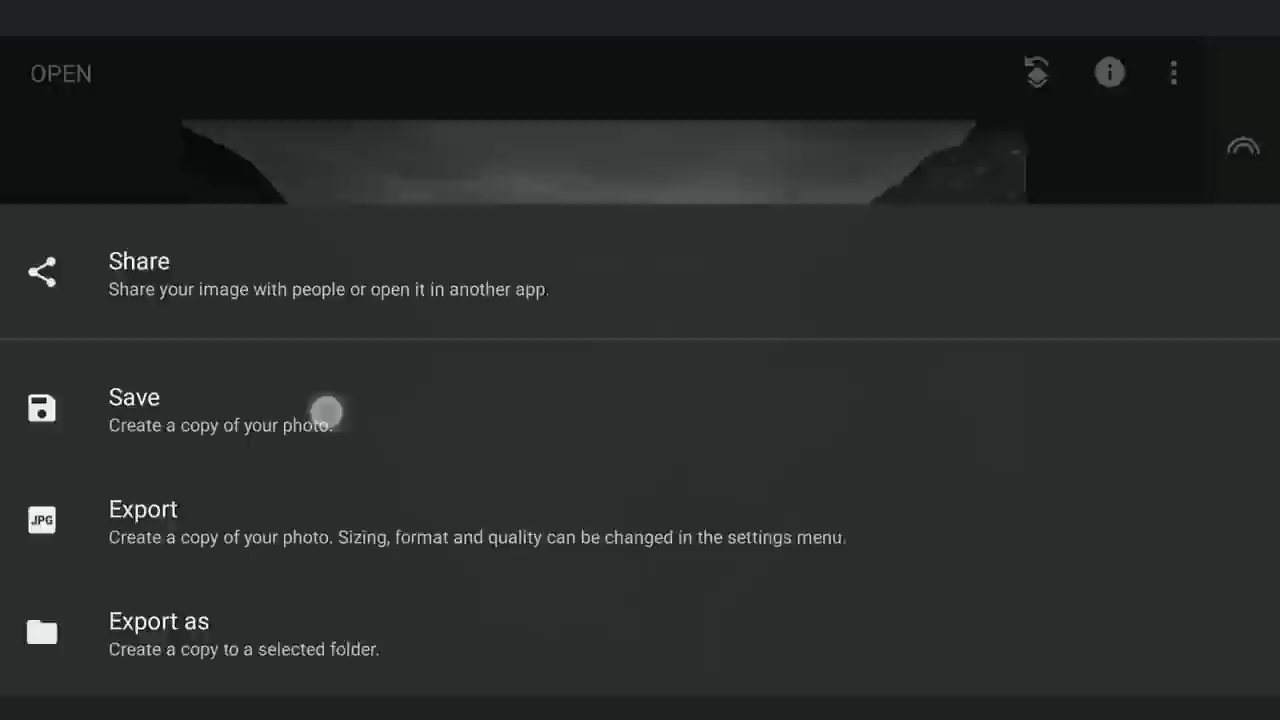 OPEN
Share
Share your image with people or open it in another app.
Save
Create a copy of your photo.
JPG
Export
Create a copy of your photo. Sizing, format and quality can be changed in the settings menu.
Export as
Create a copy to a selected folder.